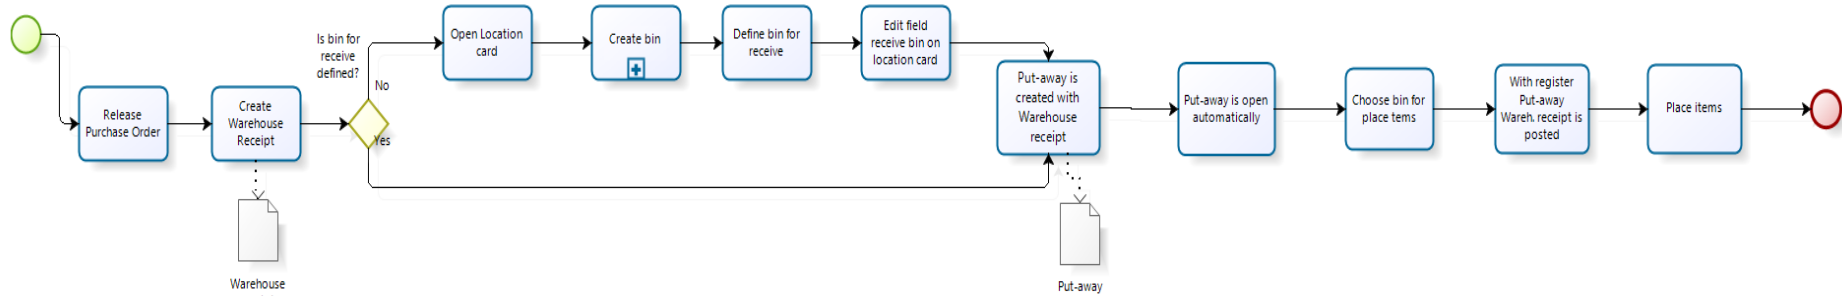 Release
Purchase Order
Create
Warehouse
Receipt
Warehouse
Is bin for
receive
defined?
No
Yes
Open Location
card
Create bin
Define bin for
receive
Edit field
receive bin on
location card
Put-away is
created with
Warehouse
receipt
Put-away
Put-away is open
automatically
Choose bin for
place tems
With register
Put-away
Wareh. receipt is
posted
Place items